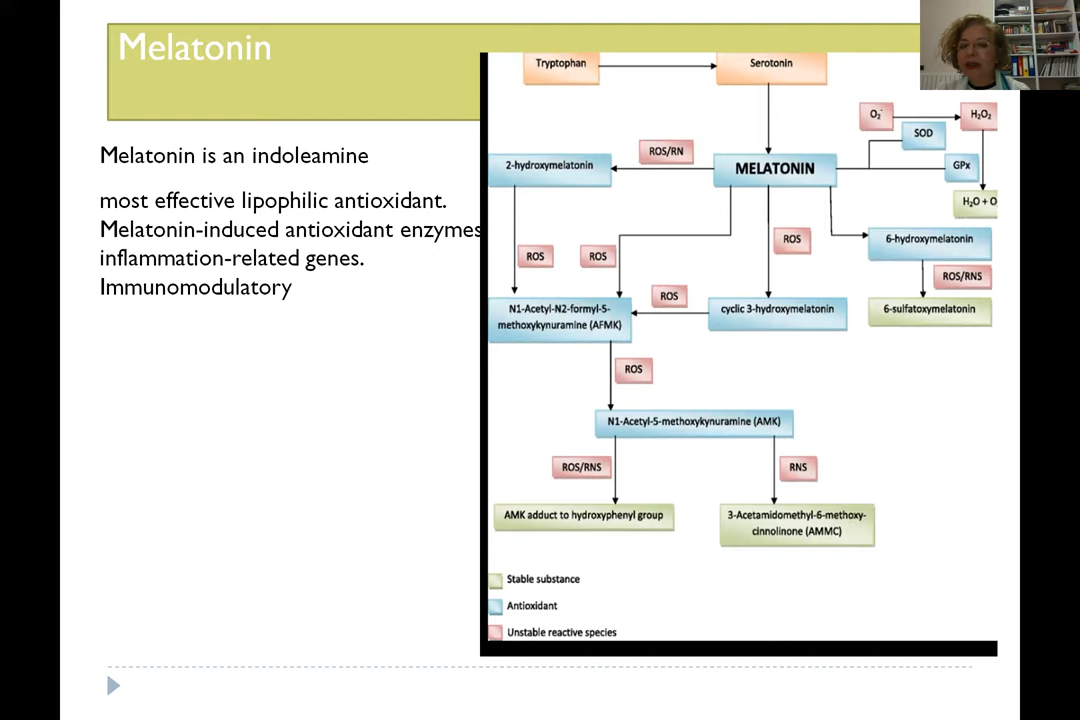 Melatonin
Melatonin is an indoleamine
most effective lipophilic antioxidant.
Melatonin-induced antioxidant enzymes
inflammation-related genes.
Immunomodulatory
Tryptophan
Serotonin
O₂⁻
H₂O₂
SOD
GPx
H₂O + O
ROS/RN
2-hydroxymelatonin
MELATONIN
ROS
ROS
ROS
6-hydroxymelatonin
ROS/RNS
ROS
N1-Acetyl-N2-formyl-5-
methoxykynuramine (AFMK)
cyclic 3-hydroxymelatonin
6-sulfatoxymelatonin
ROS
N1-Acetyl-5-methoxykynuramine (AMK)
ROS/RNS
RNS
AMK adduct to hydroxyphenyl group
3-Acetamidomethyl-6-methoxy-
cinnolinone (AMMC)
Stable substance
Antioxidant
Unstable reactive species